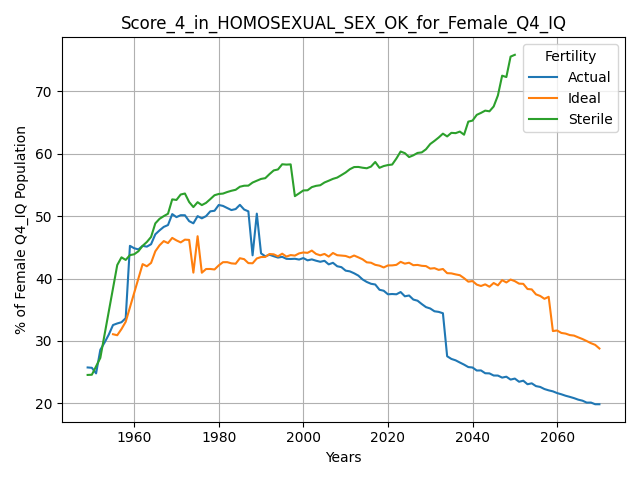 Score_4_in_HOMOSEXUAL_SEX_OK_for_Female_Q4_IQ
% of Female Q4_IQ Population
70
60
50
40
30
20
1960 1980 2000 2020 2040 2060
Years
Fertility
Actual
Ideal
Sterile